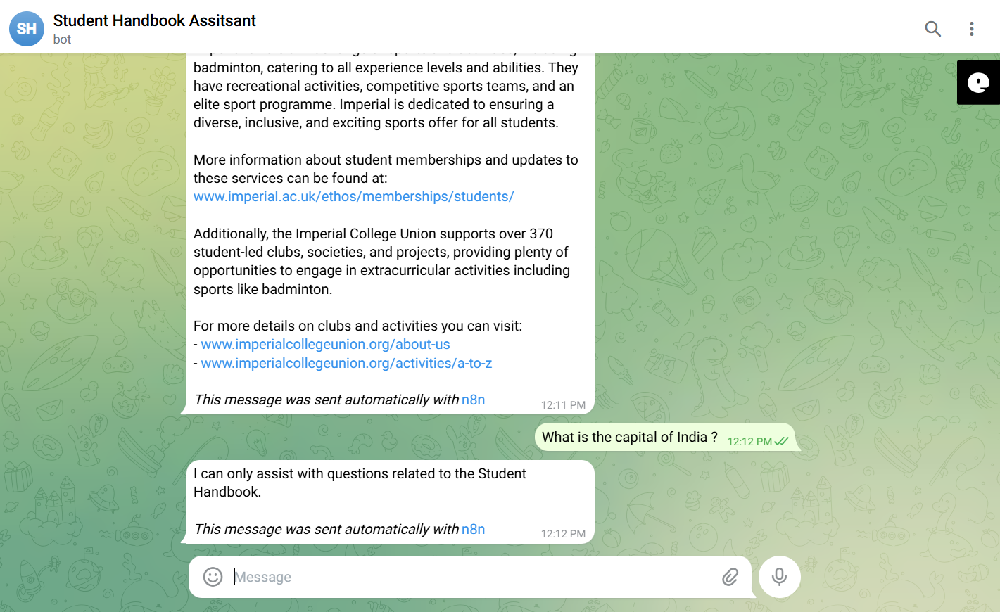 SH
Student Handbook Assitsant
bot
badminton, catering to all experience levels and abilities. They
have recreational activities, competitive sports teams, and an
elite sport programme. Imperial is dedicated to ensuring a
diverse, inclusive, and exciting sports offer for all students.
More information about student memberships and updates to
these services can be found at:
www.imperial.ac.uk/ethos/memberships/students/
Additionally, the Imperial College Union supports over 370
student-led clubs, societies, and projects, providing plenty of
opportunities to engage in extracurricular activities including
sports like badminton.
For more details on clubs and activities you can visit:
- www.imperialcollegeunion.org/about-us
- www.imperialcollegeunion.org/activities/a-to-z
This message was sent automatically with n8n
12:11 PM
What is the capital of India ? 12:12 PM
I can only assist with questions related to the Student
Handbook.
This message was sent automatically with n8n
12:12 PM
Message